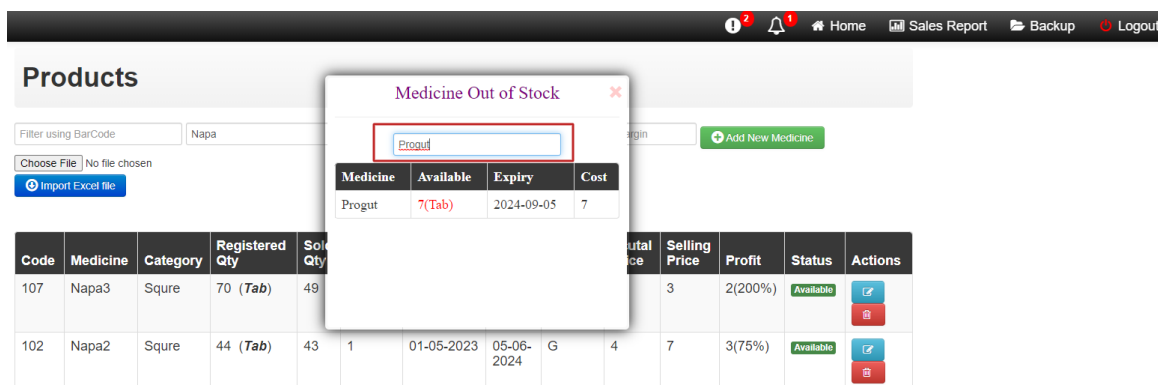 2 1 Home Sales Report Backup Logout
Products
Medicine Out of Stock
Filter using BarCode Napa Add New Medicine
Progut
Choose File No file chosen
Import Excel file
Medicine Available Expiry Cost
Progut 7(Tab) 2024-09-05 7
Code Medicine Category Registered Qty Selling Price Profit Status Actions
107 Napa3 Squre 70 (Tab) 49 3 2(200%) Available
102 Napa2 Squre 44 (Tab) 43 1 01-05-2023 05-06-2024 G 4 7 3(75%) Available